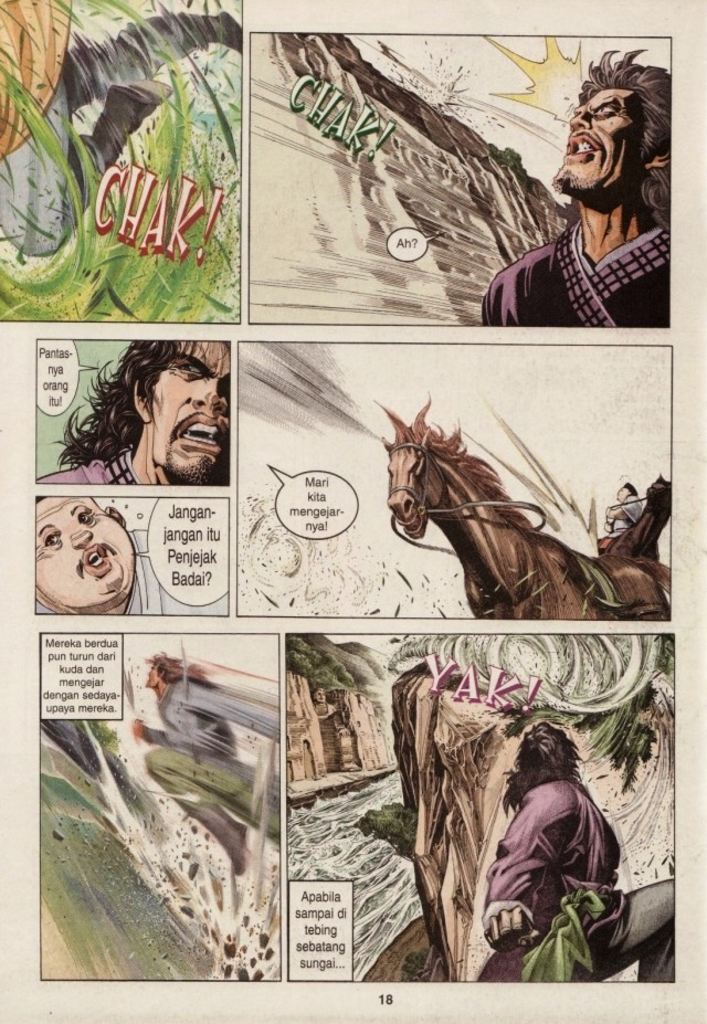 CHAK!
CHAK!
Ah?
Pantas-
nya
orang
itu!
Mari
kita
mengejar-
nya!
Jangan-
jangan itu
Penjejak
Badai?
Mereka berdua
pun turun dari
kuda dan
mengejar
dengan sedaya-
upaya mereka.
YAK!
Apabila
sampai di
tebing
sebatang
sungai...
18